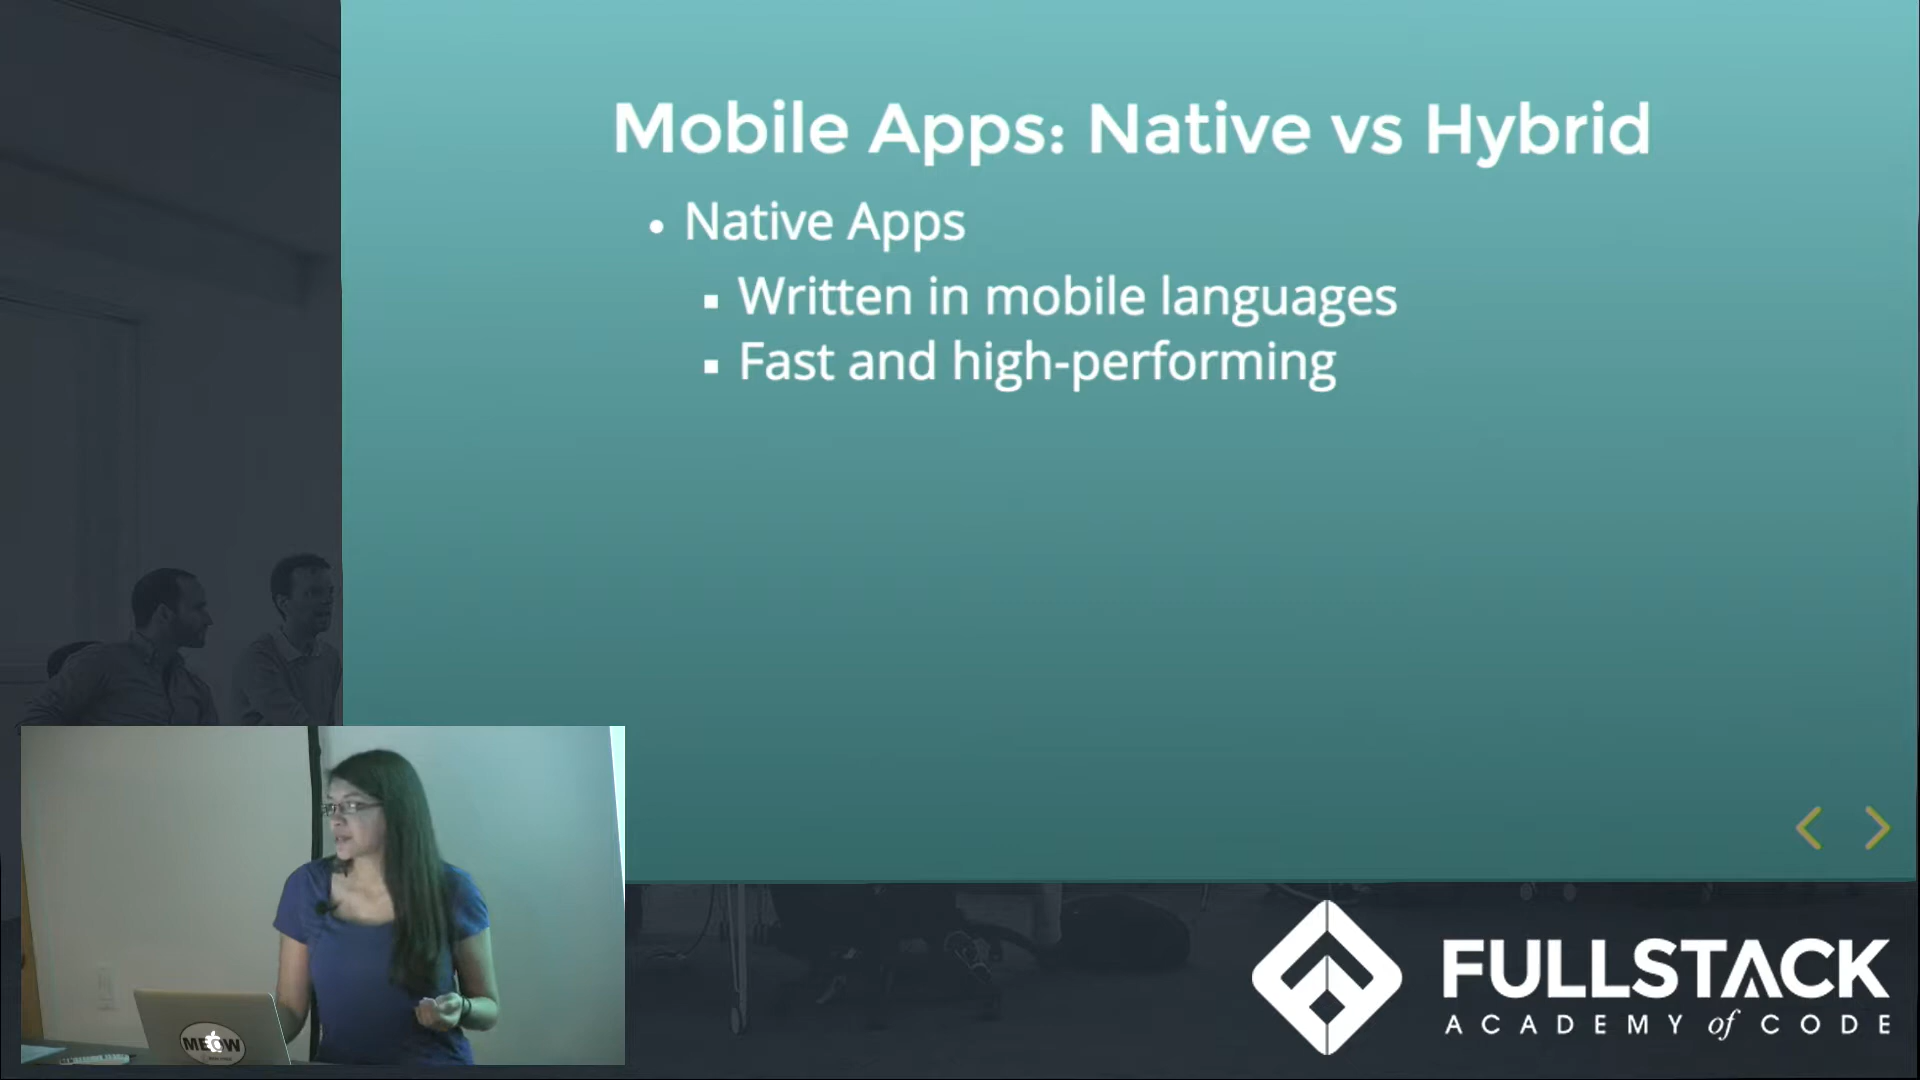 Mobile Apps: Native vs Hybrid
• Native Apps
▪ Written in mobile languages
▪ Fast and high-performing
MEOW
FULLSTACK
ACADEMY of CODE